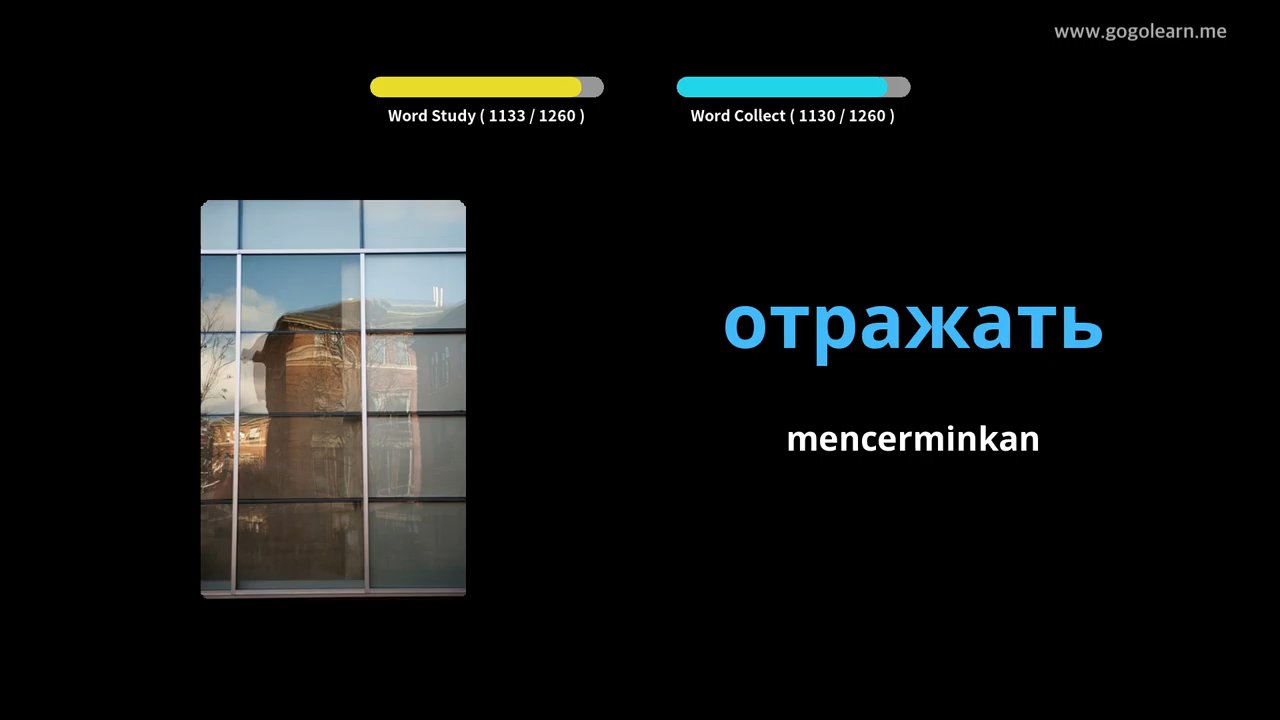 www.gogolearn.me
Word Study ( 1133 / 1260 )
Word Collect ( 1130 / 1260 )
отражать
mencerminkan